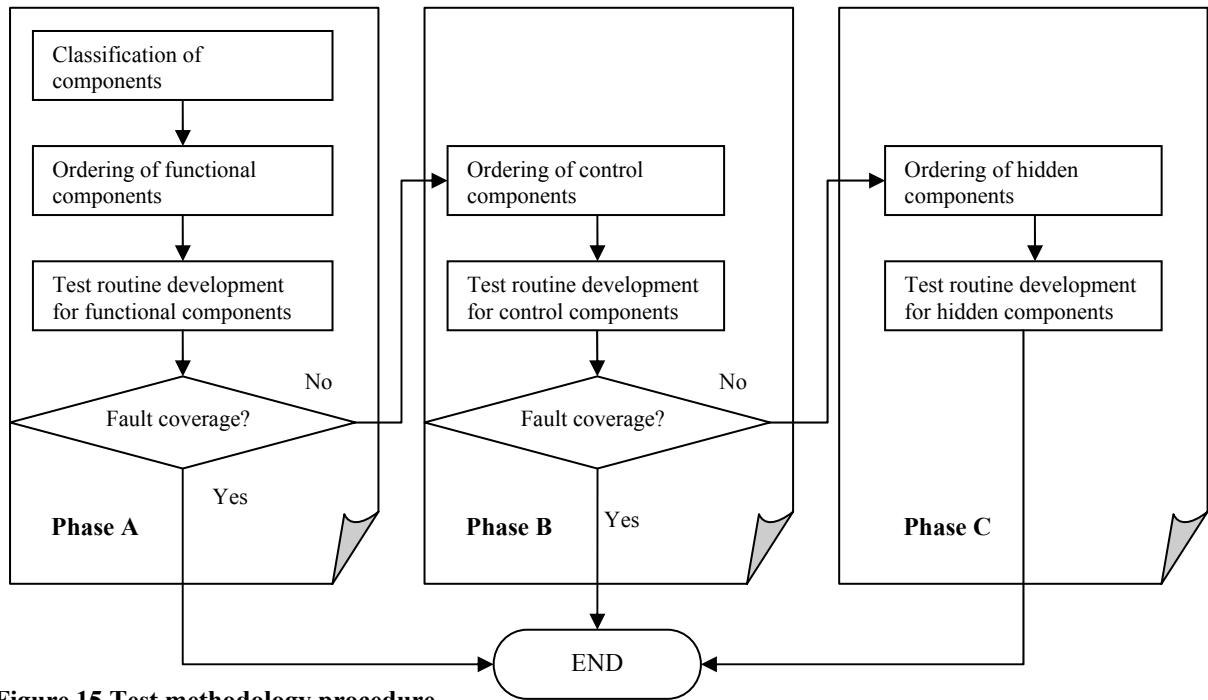 Classification of
components
Ordering of functional
components
Test routine development
for functional components
Fault coverage?
No
Yes
Phase A
Ordering of control
components
Test routine development
for control components
Fault coverage?
No
Yes
Phase B
Ordering of hidden
components
Test routine development
for hidden components
Phase C
END
Figure 15 Test methodology procedure